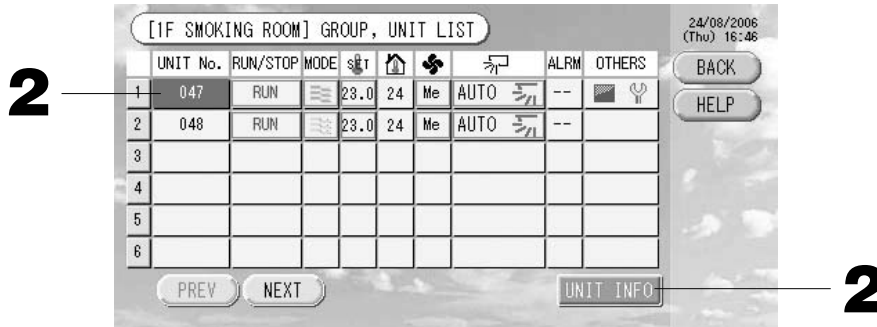 [1F SMOKING ROOM] GROUP, UNIT LIST
24/08/2006
(Thu) 16:46
UNIT No. RUN/STOP MODE SET ALRM OTHERS
BACK
1 047 RUN 23.0 24 Me AUTO --
HELP
2
2 048 RUN 23.0 24 Me AUTO --
3
4
5
6
PREV NEXT UNIT INFO
2